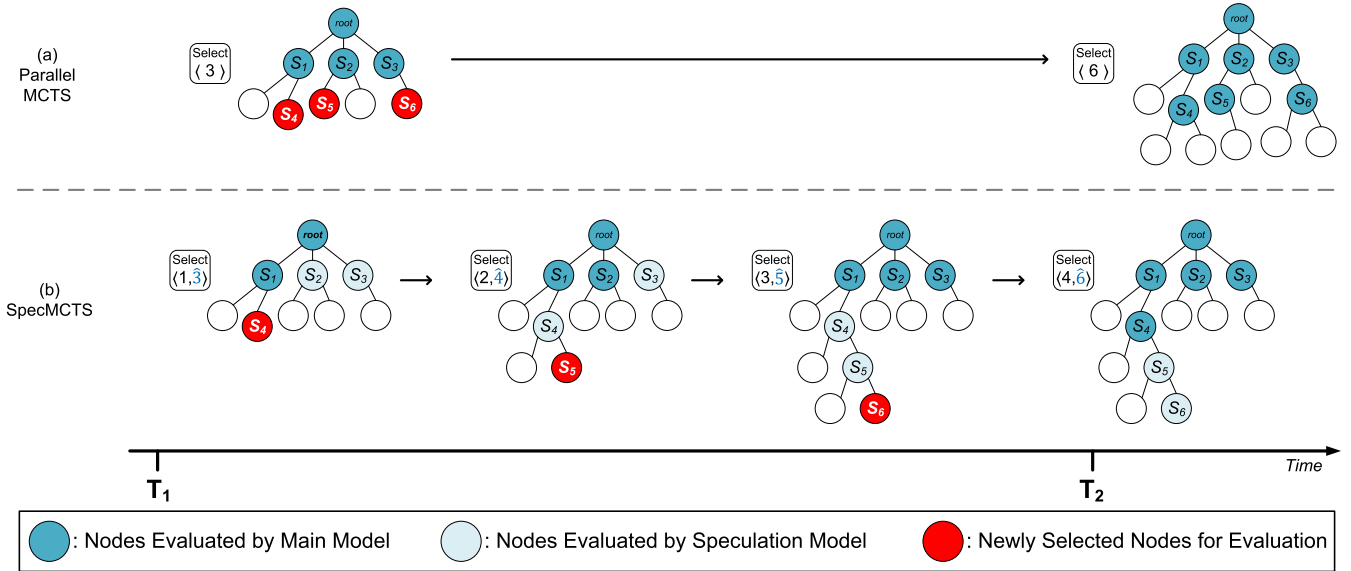 (a)
Parallel
MCTS
Select
⟨ 3 ⟩
root
S1 S2 S3
S4 S5 S6
Select
⟨ 6 ⟩
root
S1 S2 S3
S4 S5 S6
(b)
SpecMCTS
Select
⟨1,3̂⟩
root
S1 S2 S3
S4
Select
⟨2,4̂⟩
root
S1 S2 S3
S4
S5
Select
⟨3,5̂⟩
root
S1 S2 S3
S4
S5
S6
Select
⟨4,6̂⟩
root
S1 S2 S3
S4
S5
S6
Time
T1 T2
: Nodes Evaluated by Main Model : Nodes Evaluated by Speculation Model : Newly Selected Nodes for Evaluation